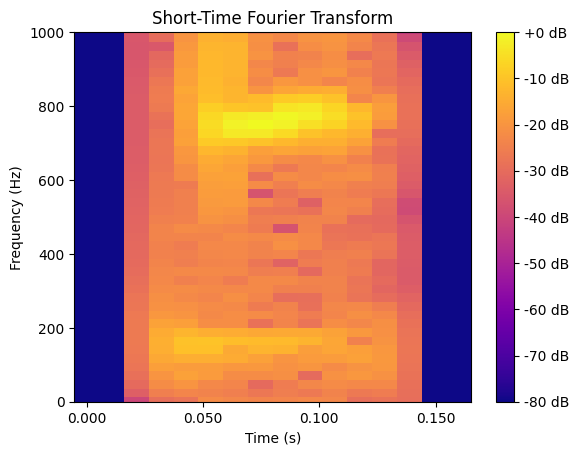 Short-Time Fourier Transform
1000
800
600
400
200
0
Frequency (Hz)
0.000
0.050
0.100
0.150
Time (s)
+0 dB
-10 dB
-20 dB
-30 dB
-40 dB
-50 dB
-60 dB
-70 dB
-80 dB